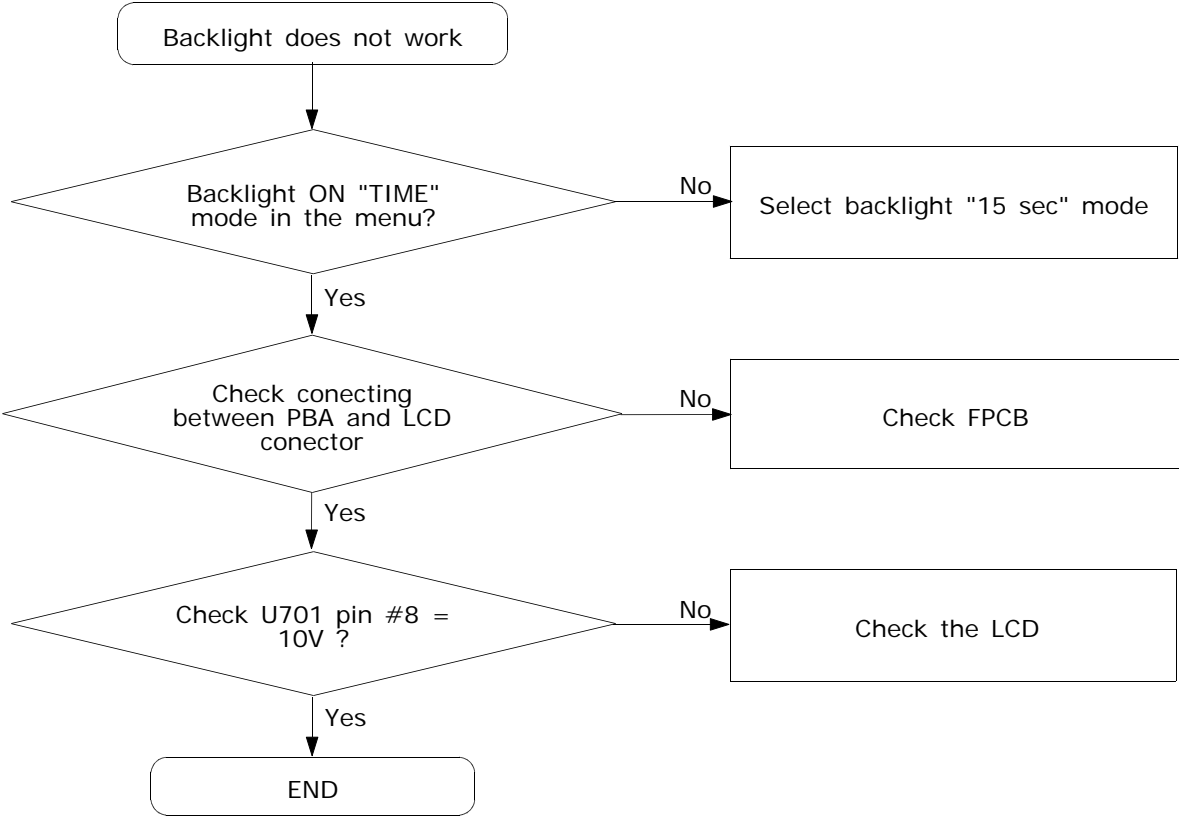 Backlight does not work
Backlight ON "TIME"
mode in the menu?
No
Select backlight "15 sec" mode
Yes
Check conecting
between PBA and LCD
conector
No
Check FPCB
Yes
Check U701 pin #8 =
10V ?
No
Check the LCD
Yes
END